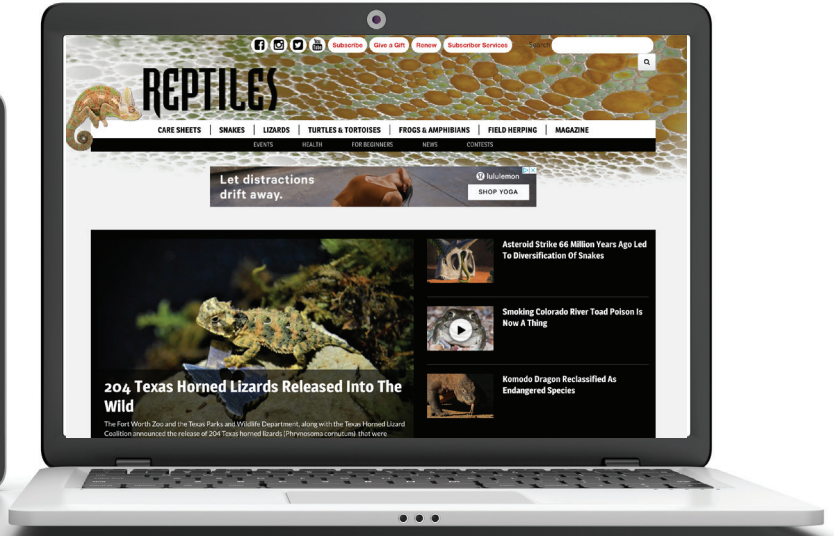 Subscribe Give a Gift Renew Subscriber Services Search
REPTILES
CARE SHEETS | SNAKES | LIZARDS | TURTLES & TORTOISES | FROGS & AMPHIBIANS | FIELD HERPING | MAGAZINE
EVENTS HEALTH FOR BEGINNERS NEWS CONTESTS
Let distractions
drift away.
lululemon
SHOP YOGA
204 Texas Horned Lizards Released Into The
Wild
The Fort Worth Zoo and the Texas Parks and Wildlife Department, along with the Texas Horned Lizard
Coalition announced the release of 204 Texas horned lizards (Phrynosoma cornutum) that were
Asteroid Strike 66 Million Years Ago Led
To Diversification Of Snakes
Smoking Colorado River Toad Poison Is
Now A Thing
Komodo Dragon Reclassified As
Endangered Species